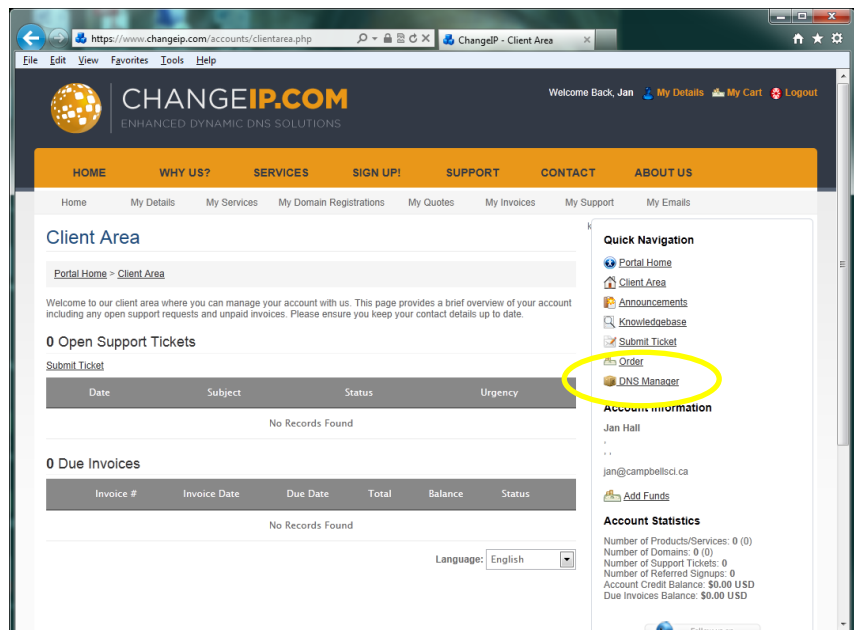 https://www.changeip.com/accounts/clientarea.php
ChangeIP - Client Area
File Edit View Favorites Tools Help
CHANGEIP.COM
ENHANCED DYNAMIC DNS SOLUTIONS
Welcome Back, Jan My Details My Cart Logout
HOME WHY US? SERVICES SIGN UP! SUPPORT CONTACT ABOUT US
Home My Details My Services My Domain Registrations My Quotes My Invoices My Support My Emails
Client Area
Portal Home > Client Area
Welcome to our client area where you can manage your account with us. This page provides a brief overview of your account
including any open support requests and unpaid invoices. Please ensure you keep your contact details up to date.
0 Open Support Tickets
Submit Ticket
Date Subject Status Urgency
No Records Found
0 Due Invoices
Invoice # Invoice Date Due Date Total Balance Status
No Records Found
Language: English
Quick Navigation
Portal Home
Client Area
Announcements
Knowledgebase
Submit Ticket
Order
DNS Manager
Account Information
Jan Hall
,
, ,
jan@campbellsci.ca
Add Funds
Account Statistics
Number of Products/Services: 0 (0)
Number of Domains: 0 (0)
Number of Support Tickets: 0
Number of Referred Signups: 0
Account Credit Balance: $0.00 USD
Due Invoices Balance: $0.00 USD